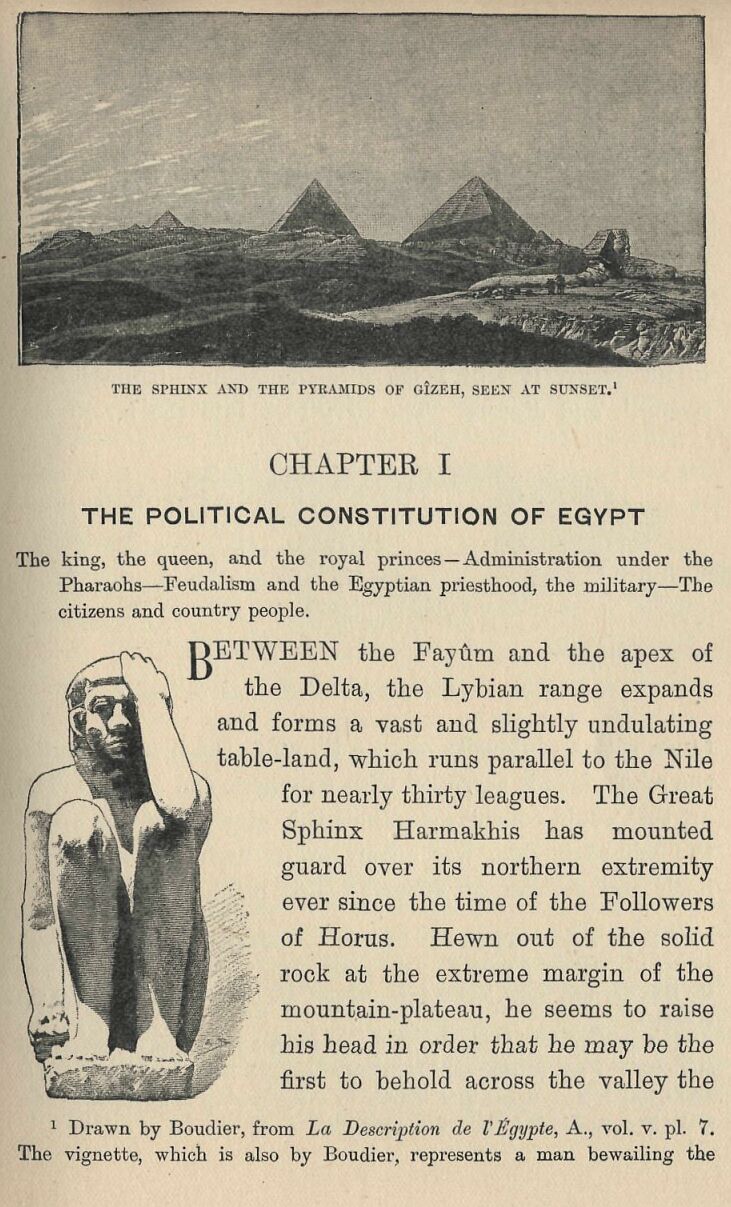 THE SPHINX AND THE PYRAMIDS OF GÎZEH, SEEN AT SUNSET.¹
CHAPTER I
THE POLITICAL CONSTITUTION OF EGYPT
The king, the queen, and the royal princes—Administration under the
Pharaohs—Feudalism and the Egyptian priesthood, the military—The
citizens and country people.
BETWEEN the Fayûm and the apex of
the Delta, the Lybian range expands
and forms a vast and slightly undulating
table-land, which runs parallel to the Nile
for nearly thirty leagues. The Great
Sphinx Harmakhis has mounted
guard over its northern extremity
ever since the time of the Followers
of Horus. Hewn out of the solid
rock at the extreme margin of the
mountain-plateau, he seems to raise
his head in order that he may be the
first to behold across the valley the
¹ Drawn by Boudier, from La Description de l'Égypte, A., vol. v. pl. 7.
The vignette, which is also by Boudier, represents a man bewailing the